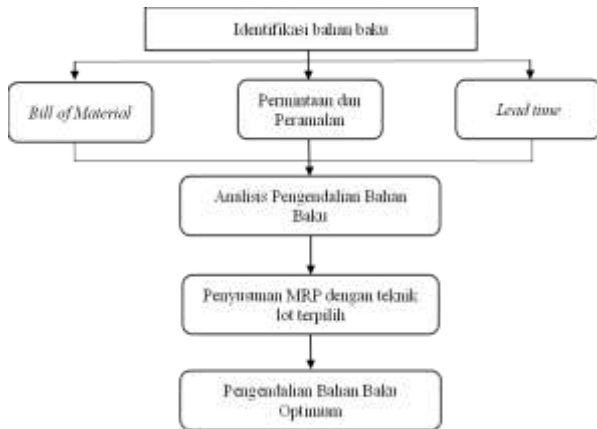 Identifikasi bahan baku
Bill of Material
Permintaan dan
Peramalan
Lead time
Analisis Pengendalian Bahan
Baku
Penyusunan MRP dengan teknik
lot terpilih
Pengendalian Bahan Baku
Optimum